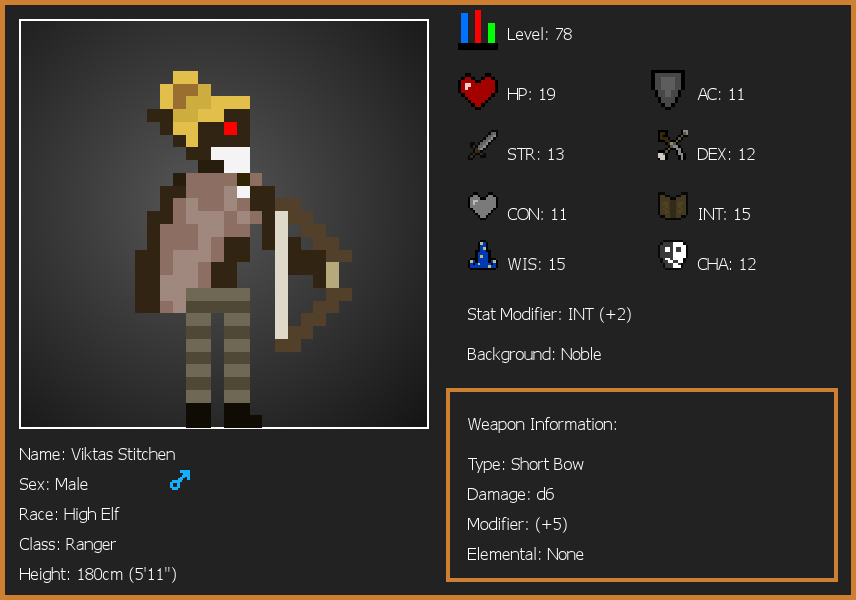 Level: 78
HP: 19
AC: 11
STR: 13
DEX: 12
CON: 11
INT: 15
WIS: 15
CHA: 12
Stat Modifier: INT (+2)
Background: Noble
Weapon Information:
Type: Short Bow
Damage: d6
Modifier: (+5)
Elemental: None
Name: Viktas Stitchen
Sex: Male
Race: High Elf
Class: Ranger
Height: 180cm (5'11")